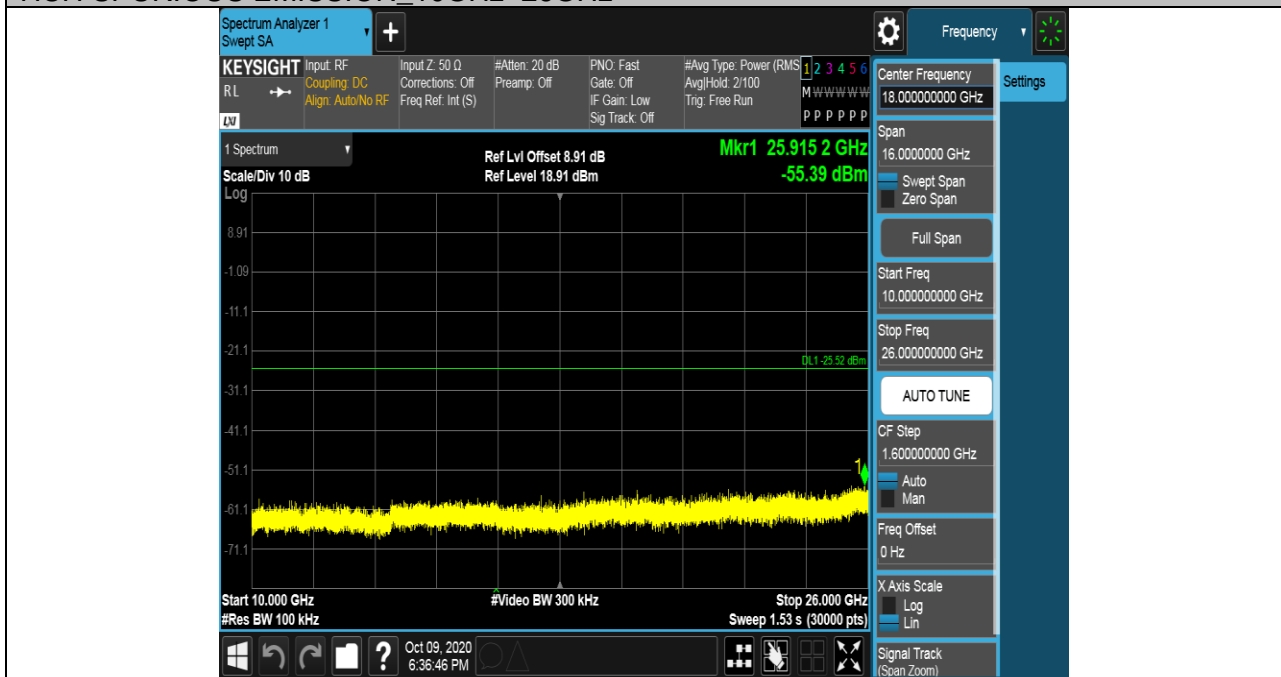 Spectrum Analyzer 1
Swept SA
Frequency
KEYSIGHT
RL
LXI
Input: RF
Coupling: DC
Align: Auto/No RF
Input Z: 50 Ω
Corrections: Off
Freq Ref: Int (S)
#Atten: 20 dB
Preamp: Off
PNO: Fast
Gate: Off
IF Gain: Low
Sig Track: Off
#Avg Type: Power (RMS
Avg|Hold: 2/100
Trig: Free Run
1 2 3 4 5 6
M W W W W W
P P P P P P
1 Spectrum
Scale/Div 10 dB
Ref Lvl Offset 8.91 dB
Ref Level 18.91 dBm
Mkr1 25.915 2 GHz
-55.39 dBm
Log
8.91
-1.09
-11.1
-21.1
DL1 -25.52 dBm
-31.1
-41.1
-51.1
1
-61.1
-71.1
Start 10.000 GHz
#Video BW 300 kHz
Stop 26.000 GHz
#Res BW 100 kHz
Sweep 1.53 s (30000 pts)
?
Oct 09, 2020
6:36:46 PM
Center Frequency
18.000000000 GHz
Settings
Span
16.0000000 GHz
Swept Span
Zero Span
Full Span
Start Freq
10.000000000 GHz
Stop Freq
26.000000000 GHz
AUTO TUNE
CF Step
1.600000000 GHz
Auto
Man
Freq Offset
0 Hz
X Axis Scale
Log
Lin
Signal Track
(Span Zoom)